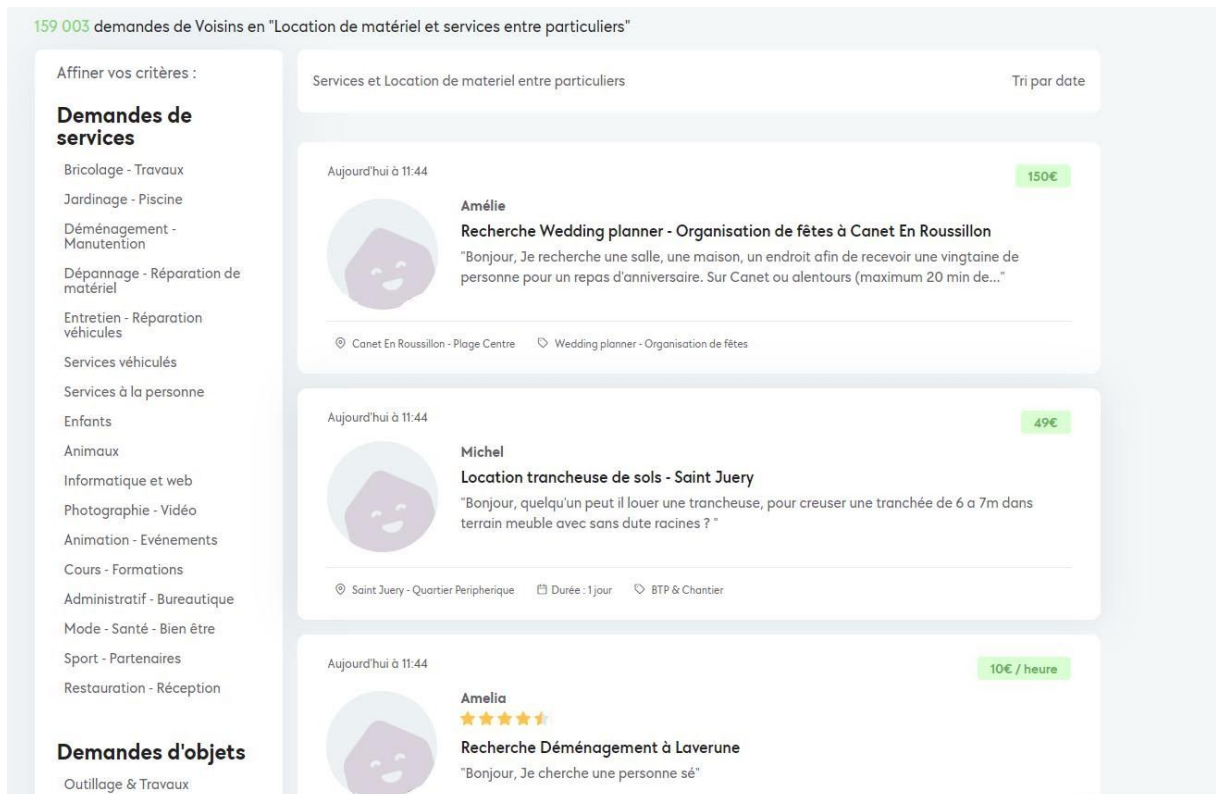 159 003 demandes de Voisins en "Location de matériel et services entre particuliers"
Affiner vos critères :
Demandes de
services
Bricolage - Travaux
Jardinage - Piscine
Déménagement -
Manutention
Dépannage - Réparation de
matériel
Entretien - Réparation
véhicules
Services véhiculés
Services à la personne
Enfants
Animaux
Informatique et web
Photographie - Vidéo
Animation - Evénements
Cours - Formations
Administratif - Bureautique
Mode - Santé - Bien être
Sport - Partenaires
Restauration - Réception
Demandes d'objets
Outillage & Travaux
Services et Location de materiel entre particuliers
Tri par date
Aujourd'hui à 11:44
150€
Amélie
Recherche Wedding planner - Organisation de fêtes à Canet En Roussillon
"Bonjour, Je recherche une salle, une maison, un endroit afin de recevoir une vingtaine de
personne pour un repas d'anniversaire. Sur Canet ou alentours (maximum 20 min de..."
Canet En Roussillon - Plage Centre
Wedding planner - Organisation de fêtes
Aujourd'hui à 11:44
49€
Michel
Location trancheuse de sols - Saint Juery
"Bonjour, quelqu'un peut il louer une trancheuse, pour creuser une tranchée de 6 a 7m dans
terrain meuble avec sans dute racines ? "
Saint Juery - Quartier Peripherique
Durée : 1 jour
BTP & Chantier
Aujourd'hui à 11:44
10€ / heure
Amelia
Recherche Déménagement à Laverune
"Bonjour, Je cherche une personne sé"